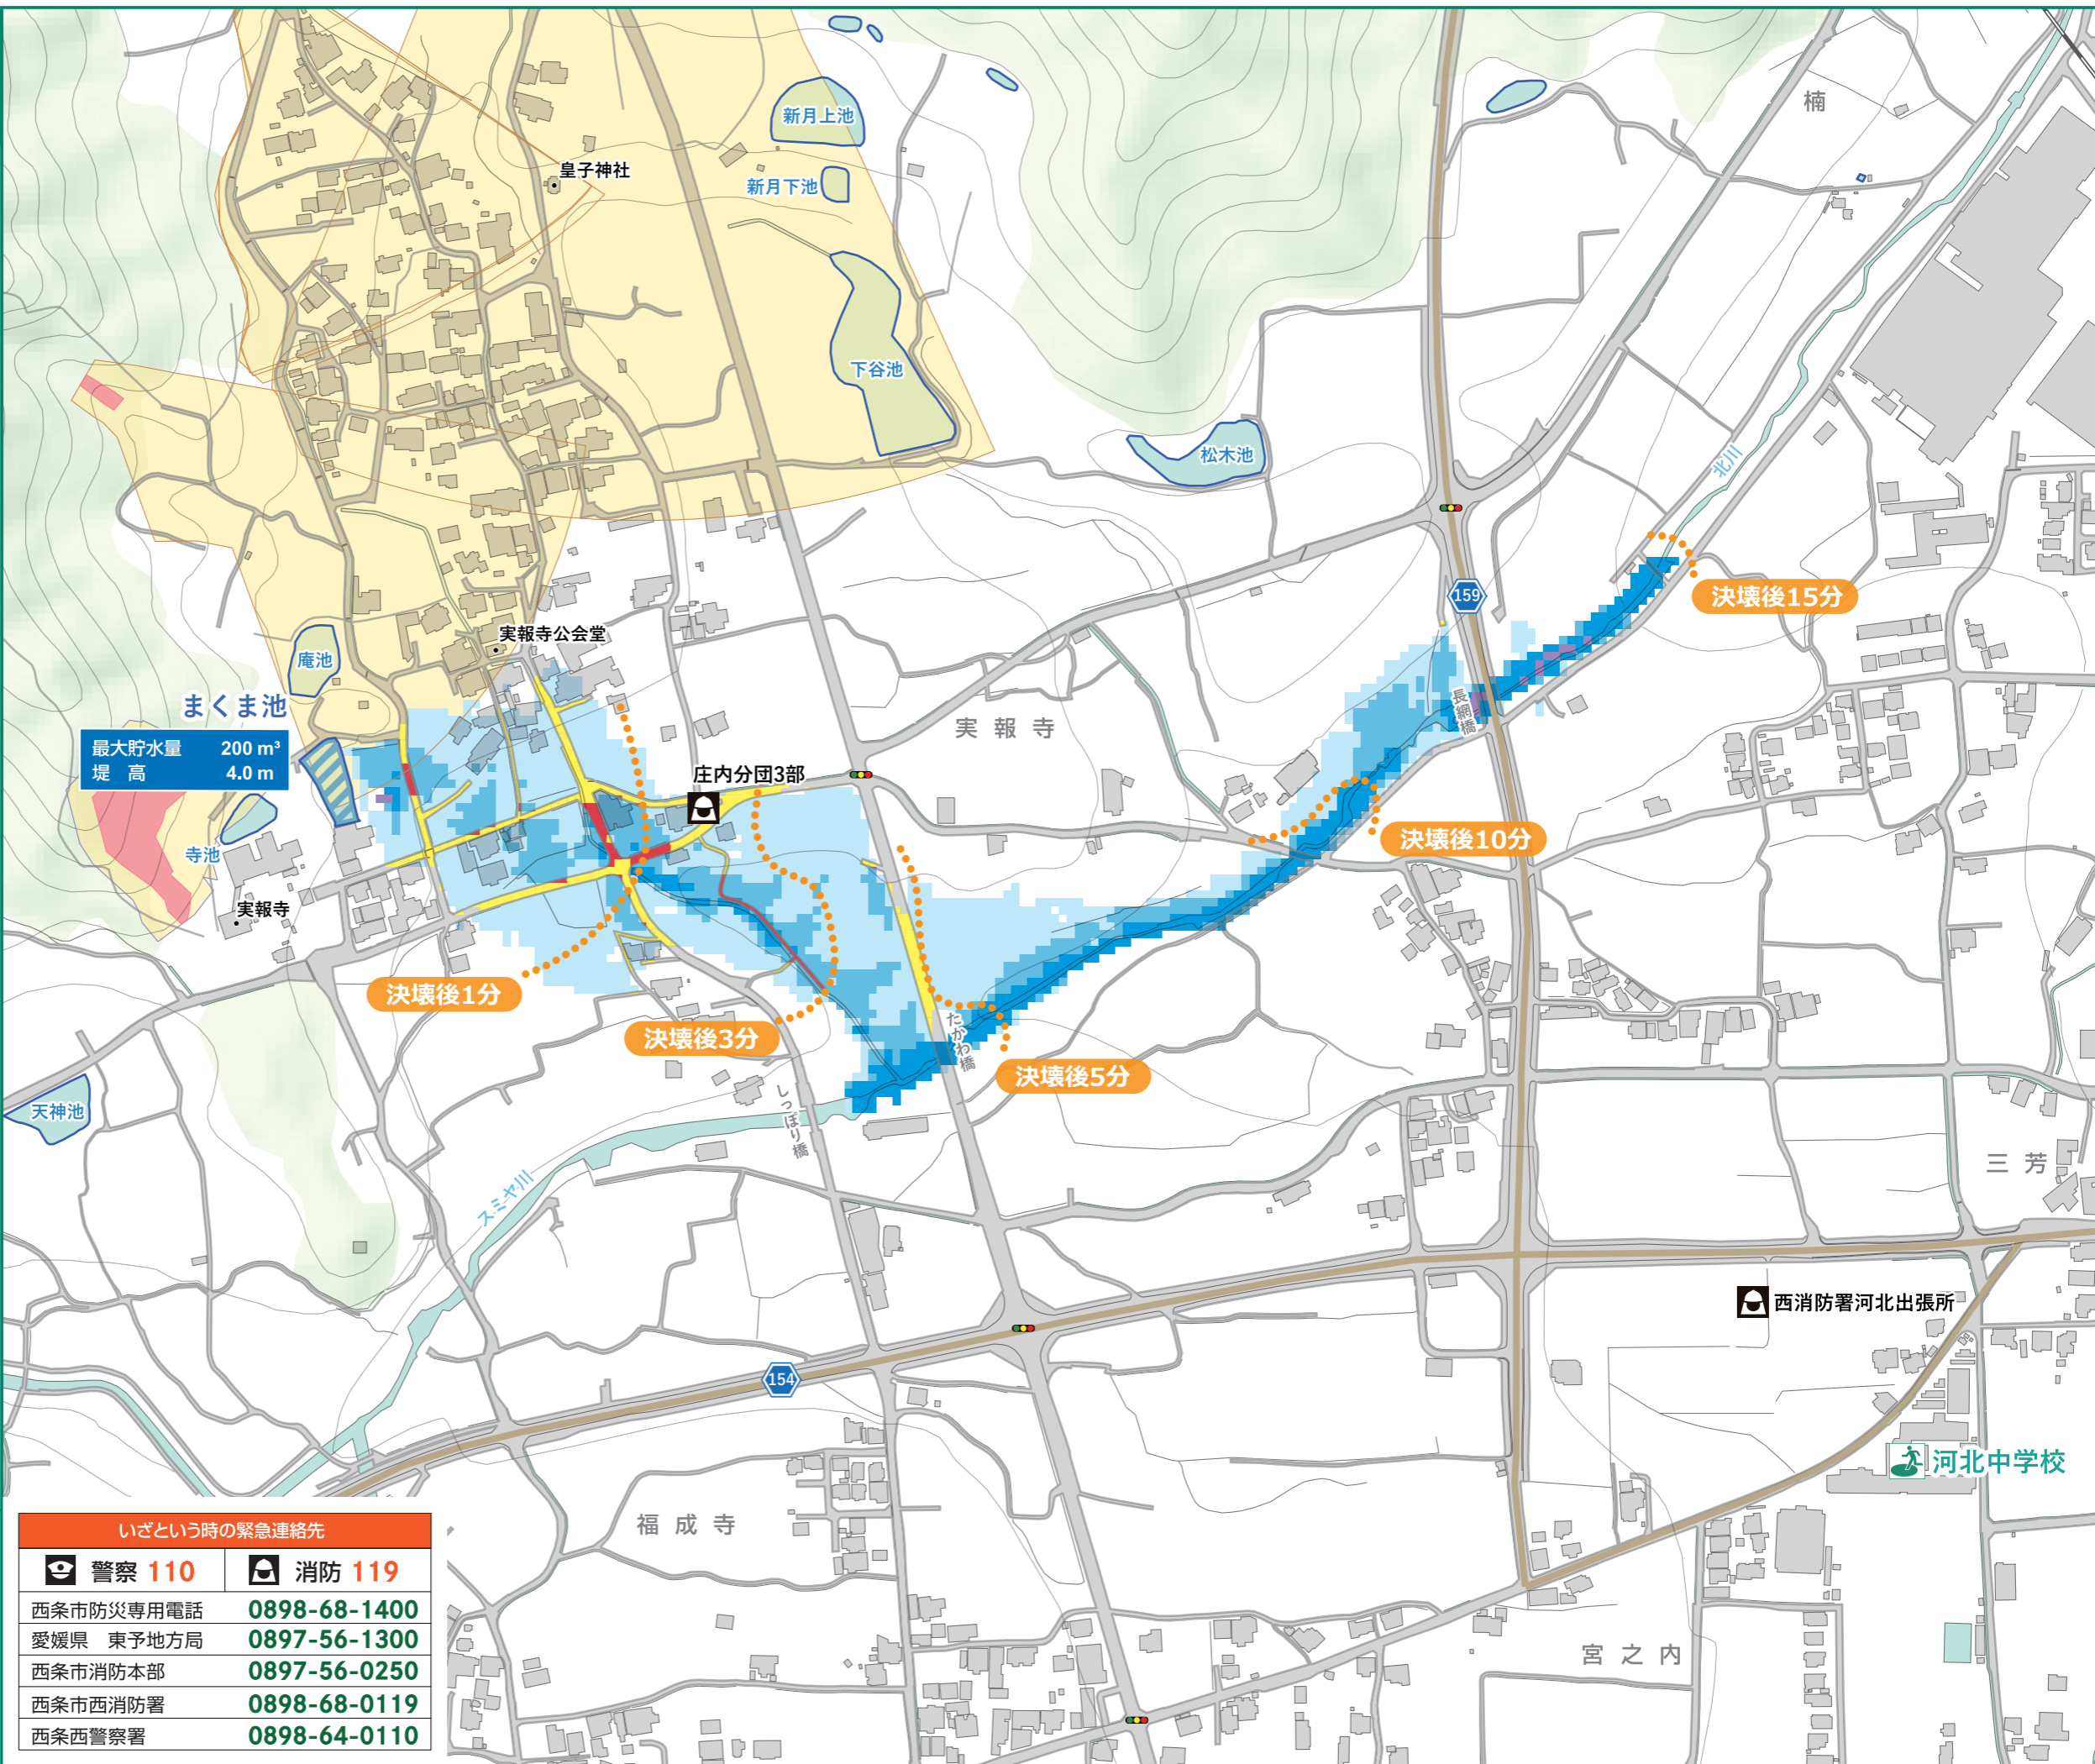 楠
新月上池
皇子神社
新月下池
下谷池
松木池
北川
159
決壊後15分
実報寺公会堂
庵池
まくま池
最大貯水量 200 m³
堤 高 4.0 m
長網橋
実 報 寺
庄内分団3部
決壊後10分
寺池
実報寺
決壊後1分
決壊後3分
たかわ橋
決壊後5分
天神池
しっぽり橋
三 芳
スミヤ川
西消防署河北出張所
154
河北中学校
福 成 寺
宮 之 内
いざという時の緊急連絡先
警察 110 消防 119
西条市防災専用電話 0898-68-1400
愛媛県 東予地方局 0897-56-1300
西条市消防本部 0897-56-0250
西条市西消防署 0898-68-0119
西条西警察署 0898-64-0110